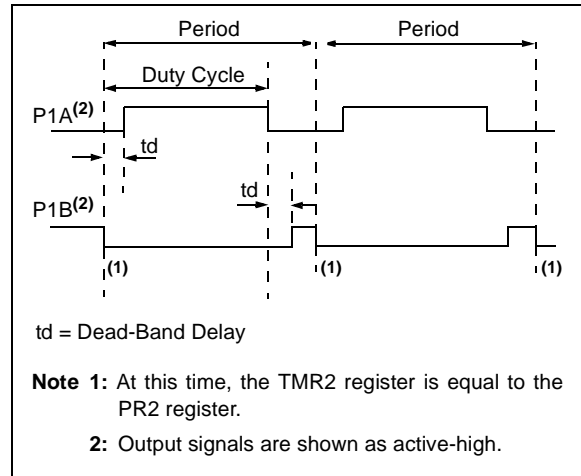 Period Period
Duty Cycle
P1A(2)
td
td
P1B(2)
(1) (1) (1)
td = Dead-Band Delay
Note 1: At this time, the TMR2 register is equal to the
PR2 register.
2: Output signals are shown as active-high.